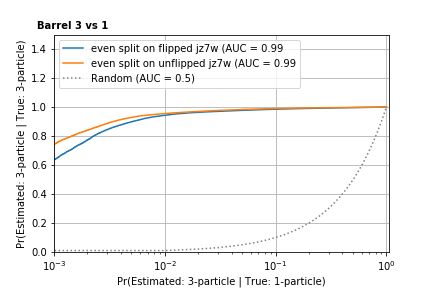 Barrel 3 vs 1
even split on flipped jz7w (AUC = 0.99
even split on unflipped jz7w (AUC = 0.99
Random (AUC = 0.5)
Pr(Estimated: 3-particle | True: 3-particle)
1.4
1.2
1.0
0.8
0.6
0.4
0.2
0.0
10⁻³
10⁻²
10⁻¹
10⁰
Pr(Estimated: 3-particle | True: 1-particle)